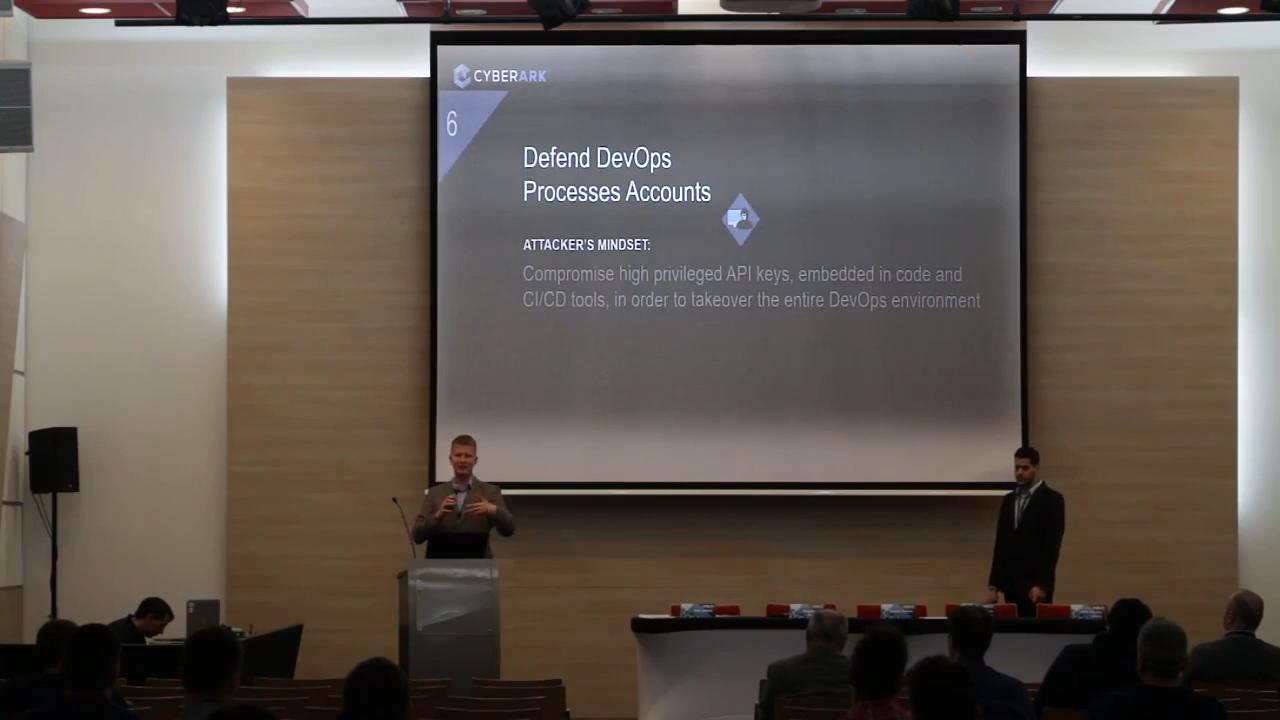 CYBERARK
6
Defend DevOps
Processes Accounts
ATTACKER'S MINDSET:
Compromise high privileged API keys, embedded in code and
CI/CD tools, in order to takeover the entire DevOps environment